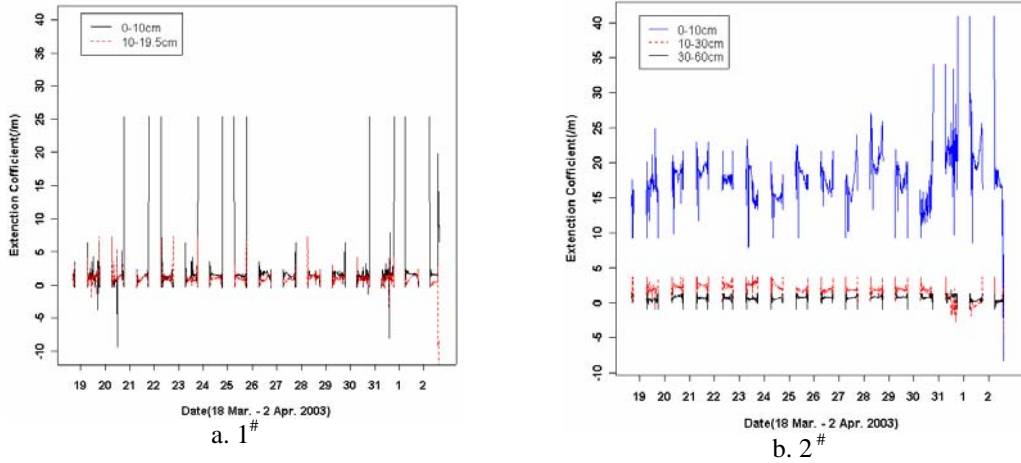 0-10cm
10-19.5cm
40
35
30
25
20
15
10
5
0
-5
-10
Extenction Cofficient(/m)
19 20 21 22 23 24 25 26 27 28 29 30 31 1 2
Date(18 Mar. - 2 Apr. 2003)
a. 1#
0-10cm
10-30cm
30-60cm
40
35
30
25
20
15
10
5
0
-5
-10
Extenction Cofficient(/m)
19 20 21 22 23 24 25 26 27 28 29 30 31 1 2
Date(18 Mar. - 2 Apr. 2003)
b. 2#